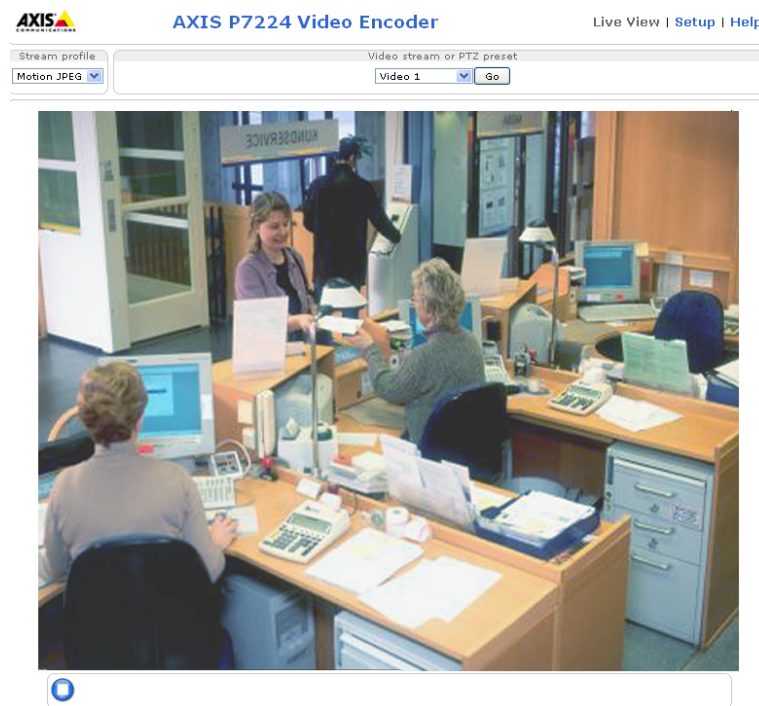 AXIS
COMMUNICATIONS
AXIS P7224 Video Encoder
Live View | Setup | Help
Stream profile
Motion JPEG
Video stream or PTZ preset
Video 1
Go
KUNDSERVICE